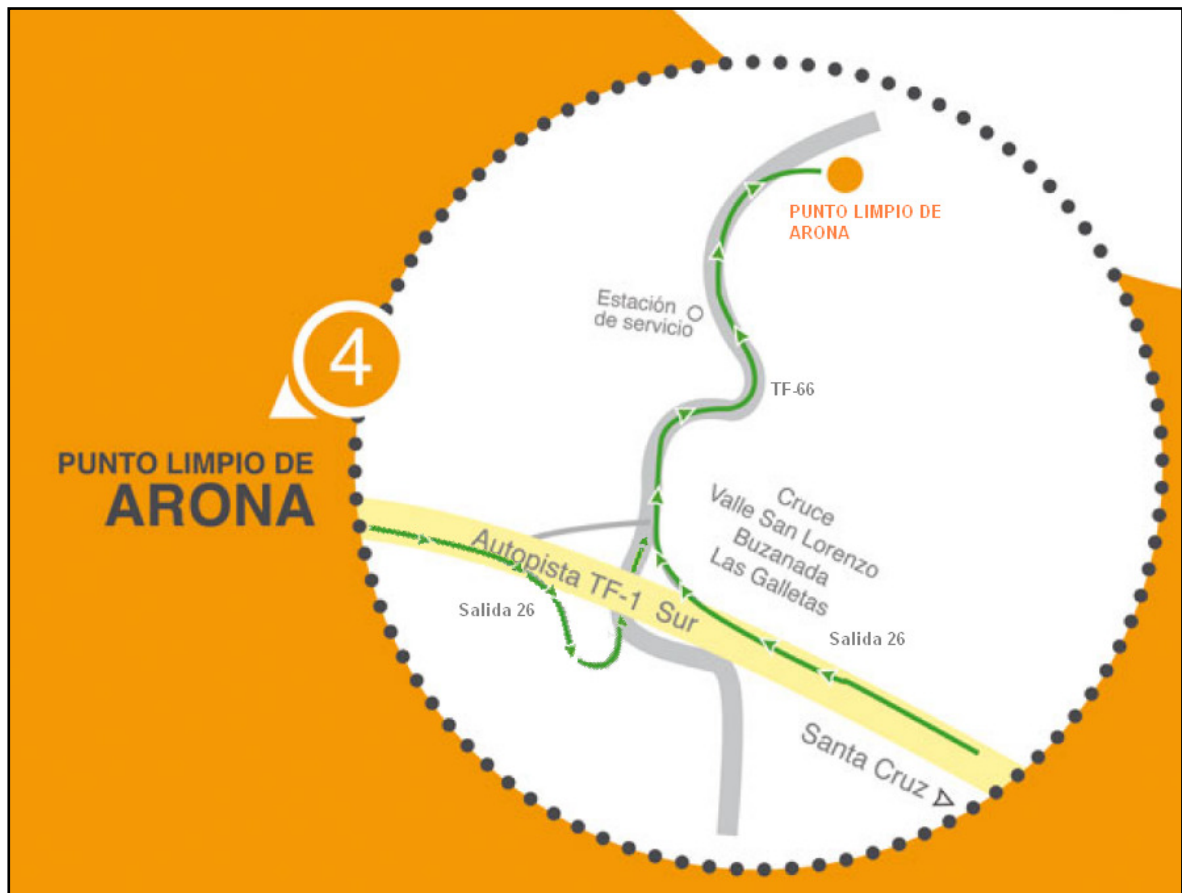 4
PUNTO LIMPIO DE
ARONA
PUNTO LIMPIO DE
ARONA
Estación
de servicio
TF-66
Cruce
Valle San Lorenzo
Buzanada
Las Galletas
Autopista TF-1 Sur
Salida 26
Salida 26
Santa Cruz